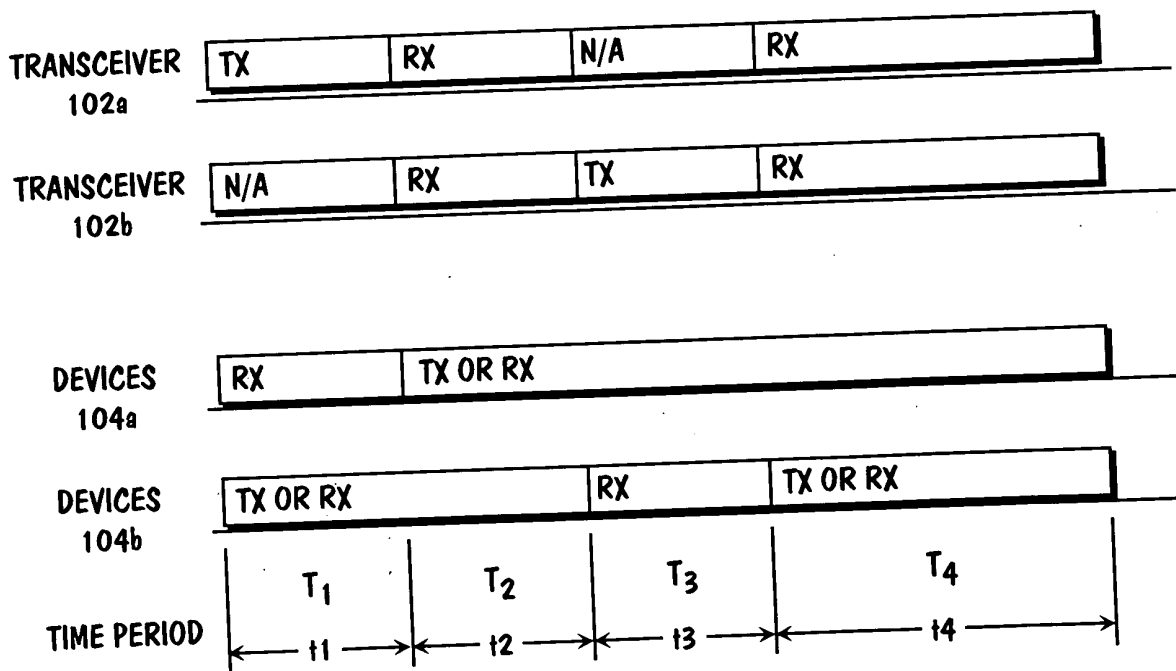 TRANSCEIVER 102a TX RX N/A RX
TRANSCEIVER 102b N/A RX TX RX
DEVICES 104a RX TX OR RX
DEVICES 104b TX OR RX RX TX OR RX
T1 T2 T3 T4
TIME PERIOD t1 t2 t3 t4